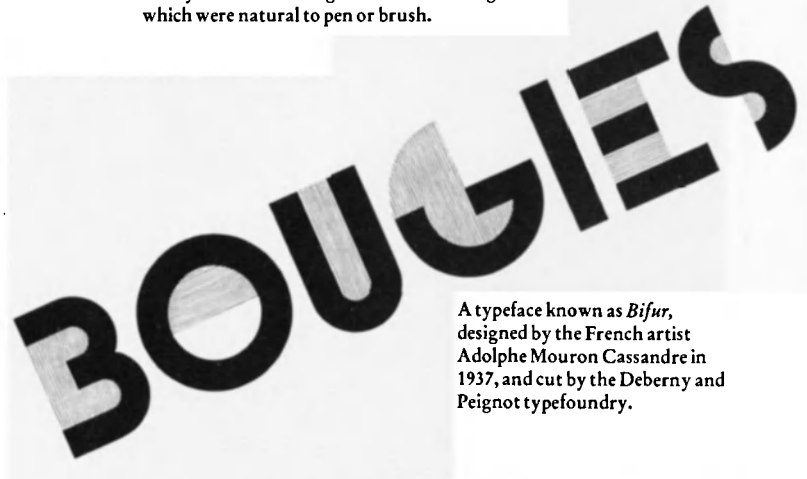 which were natural to pen or brush.
BOUGIES
A typeface known as Bifur,
designed by the French artist
Adolphe Mouron Cassandre in
1937, and cut by the Deberny and
Peignot typefoundry.